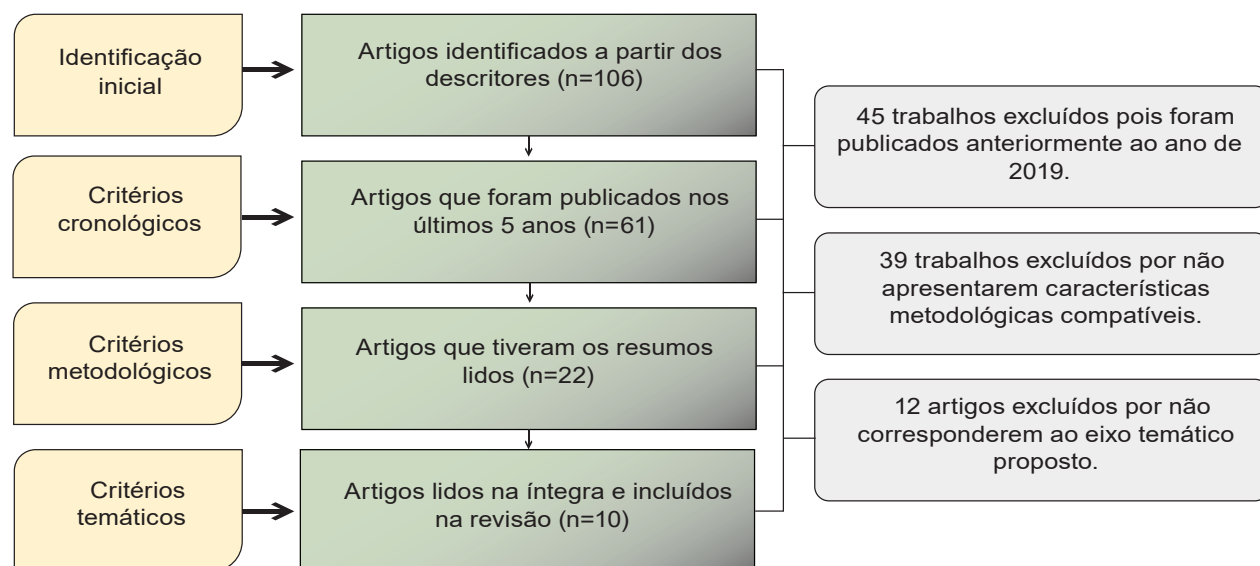 Identificação
inicial
Artigos identificados a partir dos
descritores (n=106)
45 trabalhos excluídos pois foram
publicados anteriormente ao ano de
2019.
Critérios
cronológicos
Artigos que foram publicados nos
últimos 5 anos (n=61)
39 trabalhos excluídos por não
apresentarem características
metodológicas compatíveis.
Critérios
metodológicos
Artigos que tiveram os resumos
lidos (n=22)
12 artigos excluídos por não
corresponderem ao eixo temático
proposto.
Critérios
temáticos
Artigos lidos na íntegra e incluídos
na revisão (n=10)